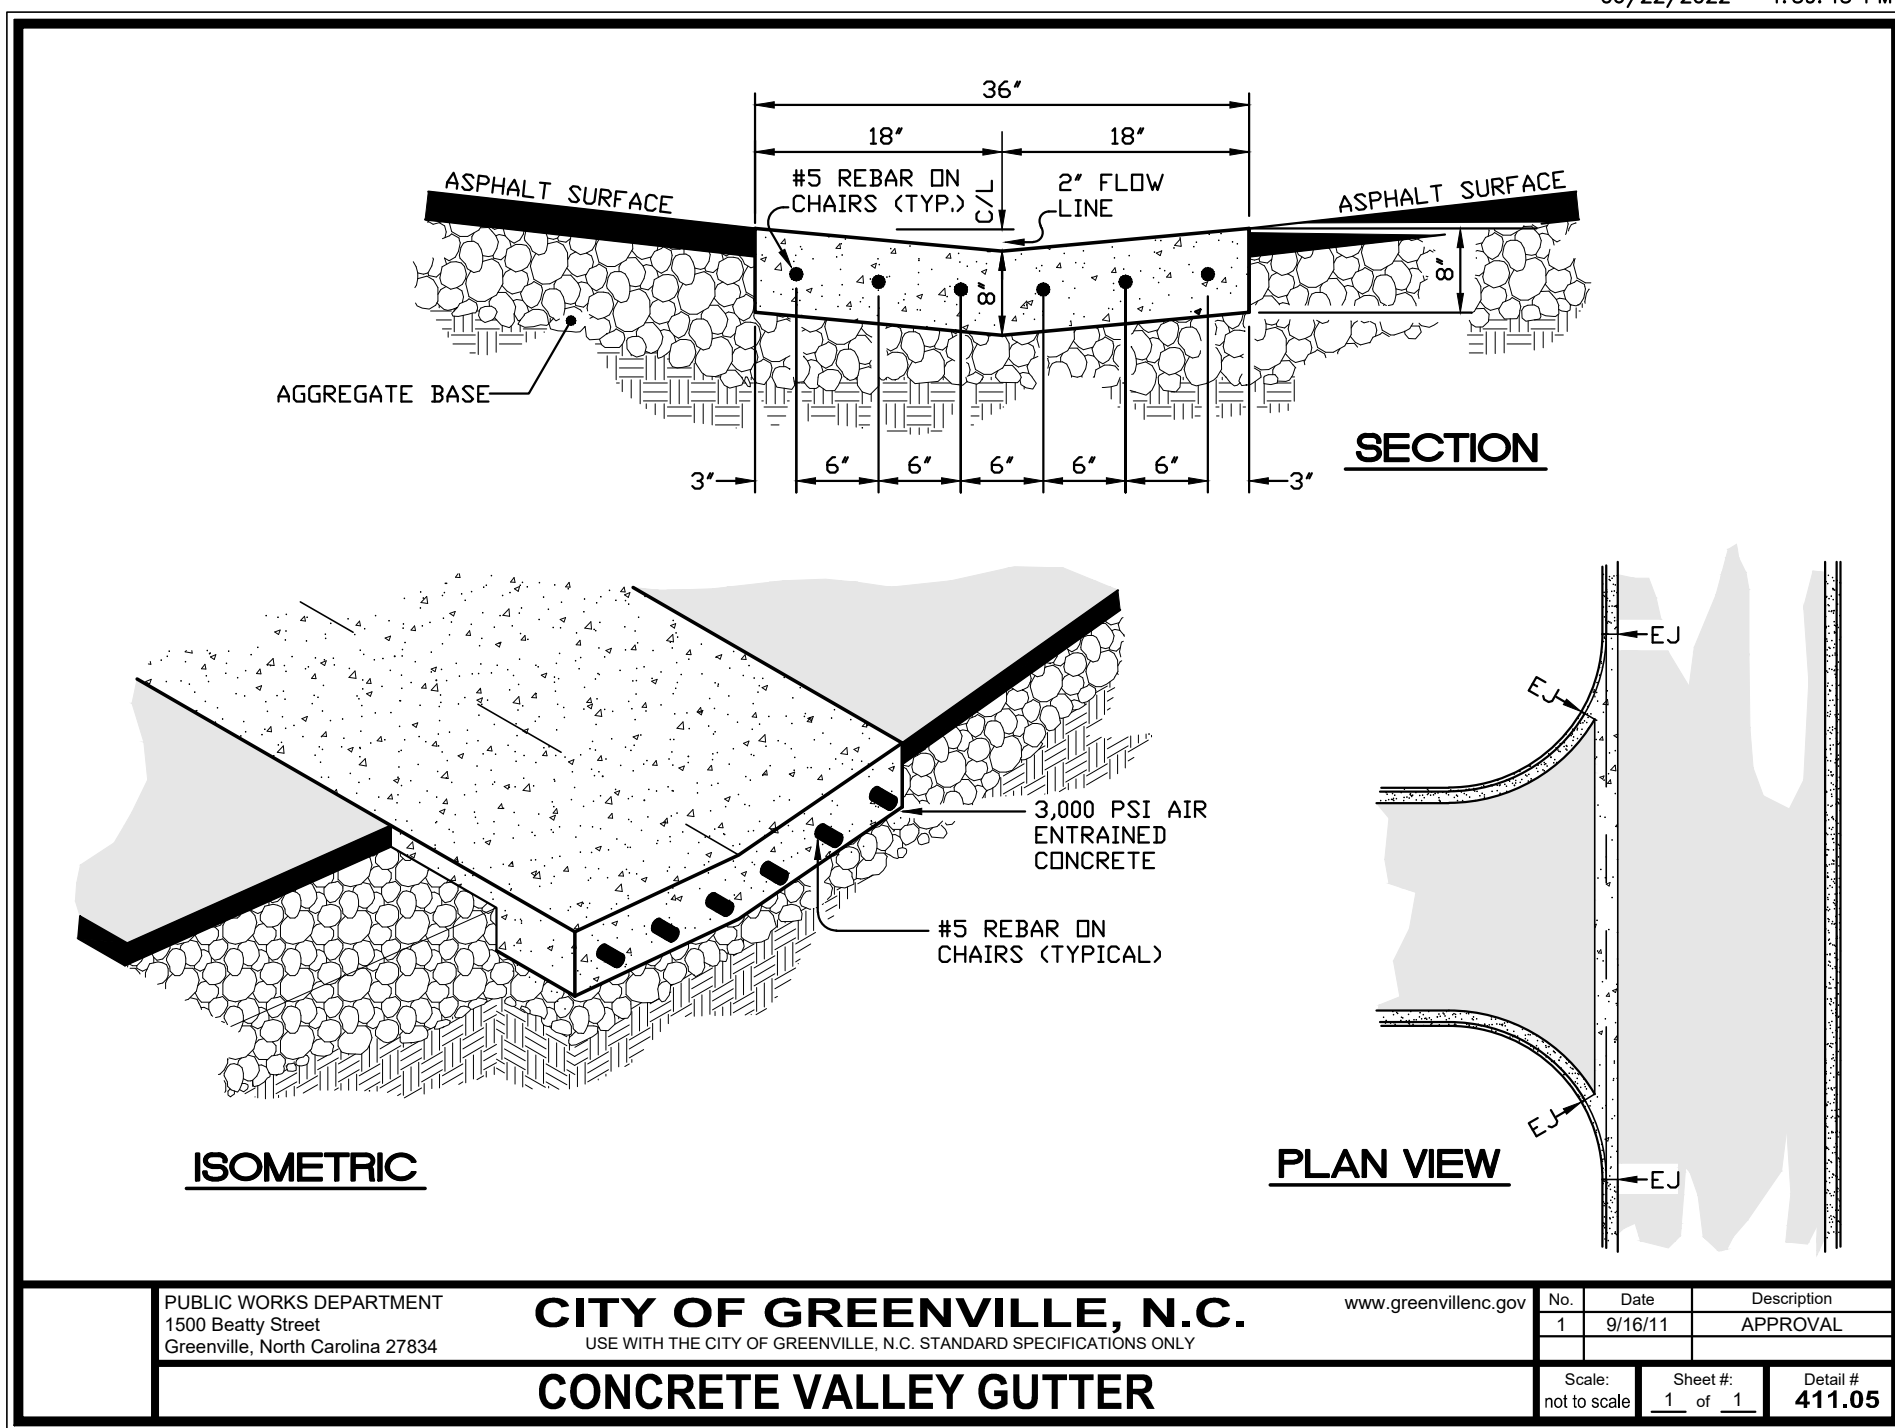 36"
18" 18"
#5 REBAR ON
CHAIRS (TYP.)
C/L
2" FLOW
LINE
ASPHALT SURFACE
ASPHALT SURFACE
8"
8"
AGGREGATE BASE
3" 6" 6" 6" 6" 6" 3"
SECTION
3,000 PSI AIR
ENTRAINED
CONCRETE
#5 REBAR ON
CHAIRS (TYPICAL)
ISOMETRIC
EJ
EJ
EJ
EJ
PLAN VIEW
PUBLIC WORKS DEPARTMENT
1500 Beatty Street
Greenville, North Carolina 27834
CITY OF GREENVILLE, N.C.
USE WITH THE CITY OF GREENVILLE, N.C. STANDARD SPECIFICATIONS ONLY
www.greenvillenc.gov
CONCRETE VALLEY GUTTER
No. Date Description
1 9/16/11 APPROVAL
Scale:
not to scale
Sheet #:
1 of 1
Detail #
411.05